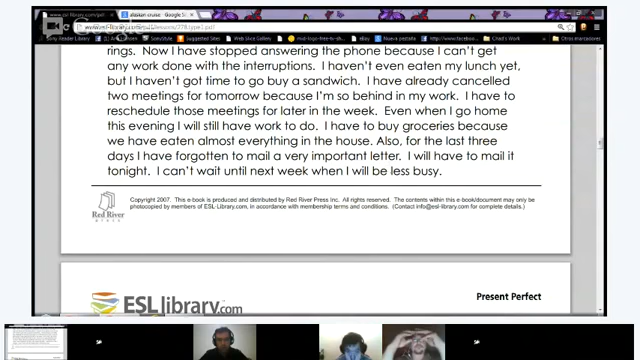 alaskan cruise - Google S
rings. Now I have stopped answering the phone because I can't get
any work done with the interruptions. I haven't even eaten my lunch yet,
but I haven't got time to go buy a sandwich. I have already cancelled
two meetings for tomorrow because I'm so behind in my work. I have to
reschedule those meetings for later in the week. Even when I go home
this evening I will still have work to do. I have to buy groceries because
we have eaten almost everything in the house. Also, for the last three
days I have forgotten to mail a very important letter. I will have to mail it
tonight. I can't wait until next week when I will be less busy.
Red River
Copyright 2007. This e-book is produced and distributed by Red River Press Inc. All rights reserved. The contents within this e-book/document may only be
photocopied by members of ESL-Library.com, in accordance with membership terms and conditions. (Contact info@esl-library.com for complete details.)
ESLlibrary.com
Present Perfect